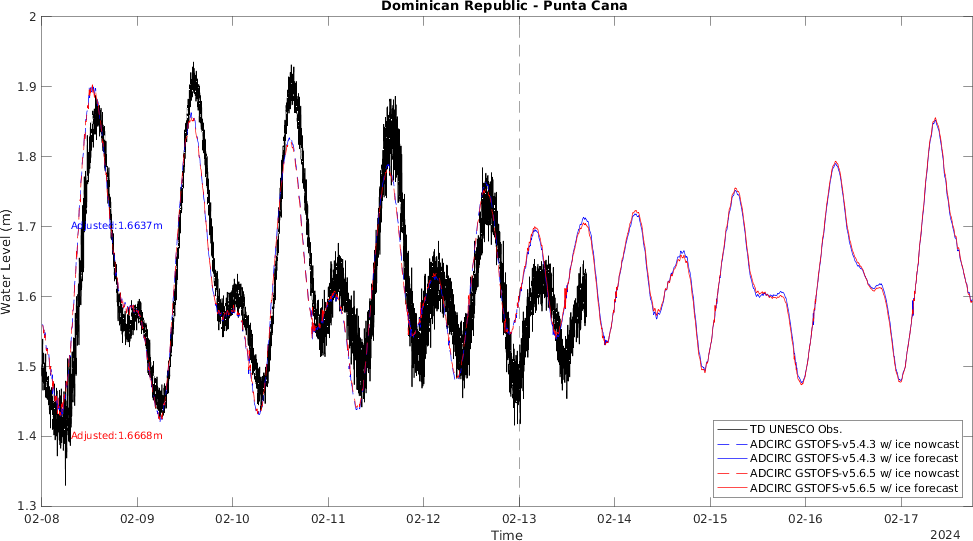 Dominican Republic - Punta Cana
2
1.9
1.8
1.7
1.6
1.5
1.4
1.3
Water Level (m)
Adjusted:1.6637m
Adjusted:1.6668m
TD UNESCO Obs.
ADCIRC GSTOFS-v5.4.3 w/ ice nowcast
ADCIRC GSTOFS-v5.4.3 w/ ice forecast
ADCIRC GSTOFS-v5.6.5 w/ ice nowcast
ADCIRC GSTOFS-v5.6.5 w/ ice forecast
02-08 02-09 02-10 02-11 02-12 02-13 02-14 02-15 02-16 02-17
Time
2024